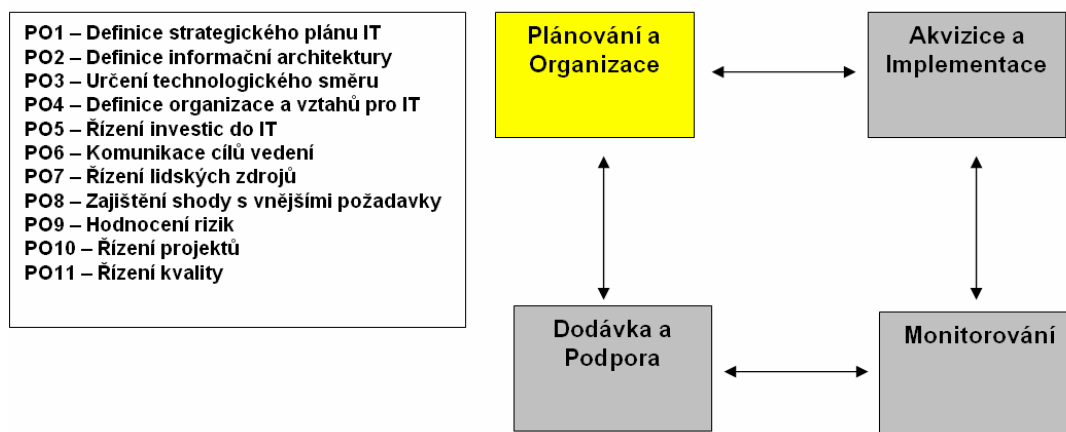 PO1 – Definice strategického plánu IT
PO2 – Definice informační architektury
PO3 – Určení technologického směru
PO4 – Definice organizace a vztahů pro IT
PO5 – Řízení investic do IT
PO6 – Komunikace cílů vedení
PO7 – Řízení lidských zdrojů
PO8 – Zajištění shody s vnějšími požadavky
PO9 – Hodnocení rizik
PO10 – Řízení projektů
PO11 – Řízení kvality
Plánování a
Organizace
Akvizice a
Implementace
Dodávka a
Podpora
Monitorování